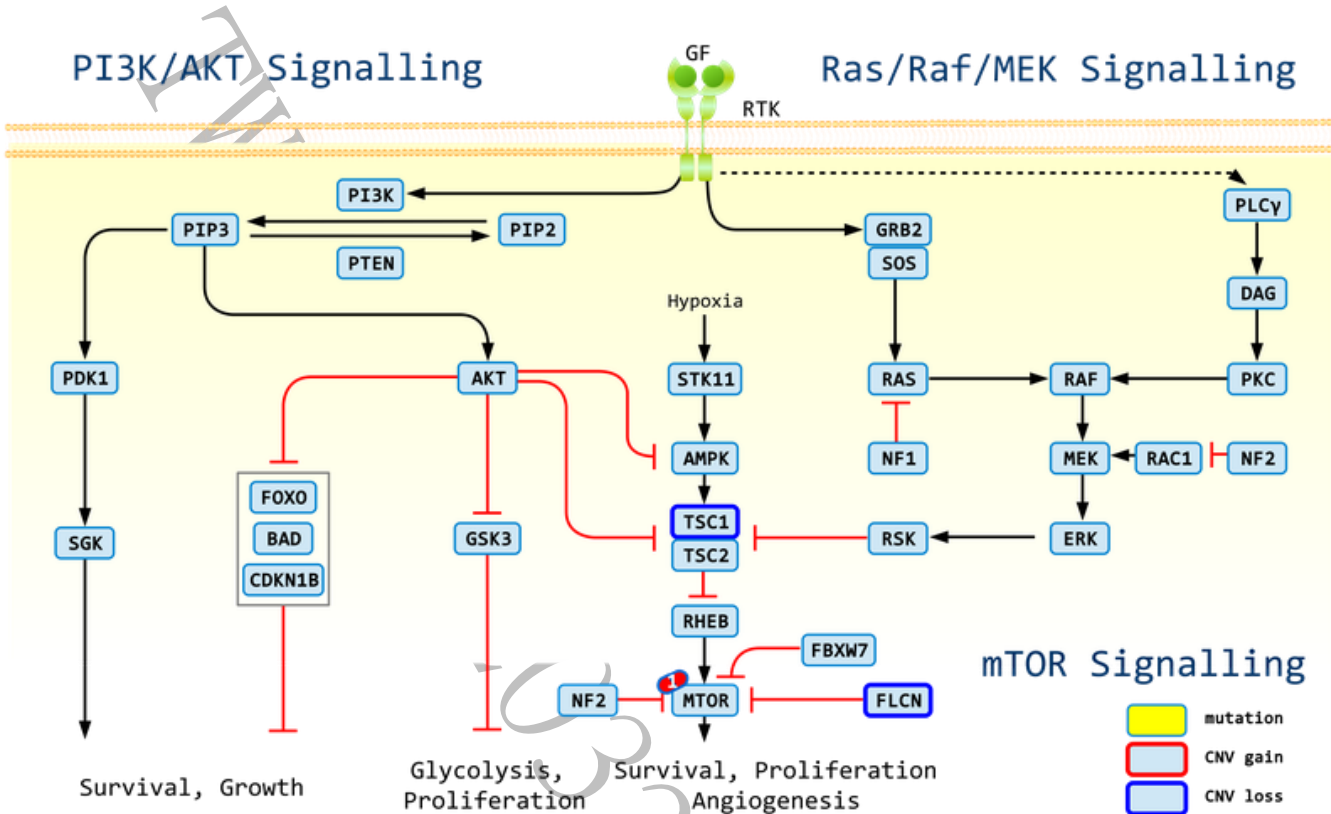 PI3K/AKT Signalling
GF
Ras/Raf/MEK Signalling
RTK
PI3K
PLCγ
PIP3
PIP2
GRB2
PTEN
SOS
DAG
Hypoxia
PDK1
AKT
STK11
RAS
RAF
PKC
AMPK
NF1
MEK
RAC1
NF2
FOXO
TSC1
SGK
BAD
GSK3
RSK
ERK
TSC2
CDKN1B
RHEB
FBXW7
mTOR Signalling
1
NF2
MTOR
FLCN
mutation
CNV gain
CNV loss
Survival, Growth
Glycolysis,
Proliferation
Survival, Proliferation
Angiogenesis